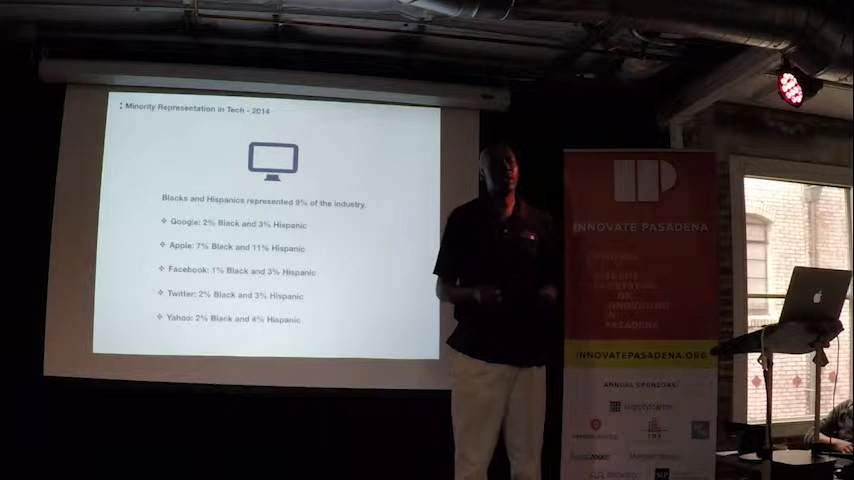 : Minority Representation in Tech - 2014
Blacks and Hispanics represented 9% of the industry.
❖ Google: 2% Black and 3% Hispanic
❖ Apple: 7% Black and 11% Hispanic
❖ Facebook: 1% Black and 3% Hispanic
❖ Twitter: 2% Black and 3% Hispanic
❖ Yahoo: 2% Black and 4% Hispanic
INNOVATE PASADENA
INNOVATION
PASADENA
INNOVATEPASADENA.ORG
ANNUAL SPONSORS: